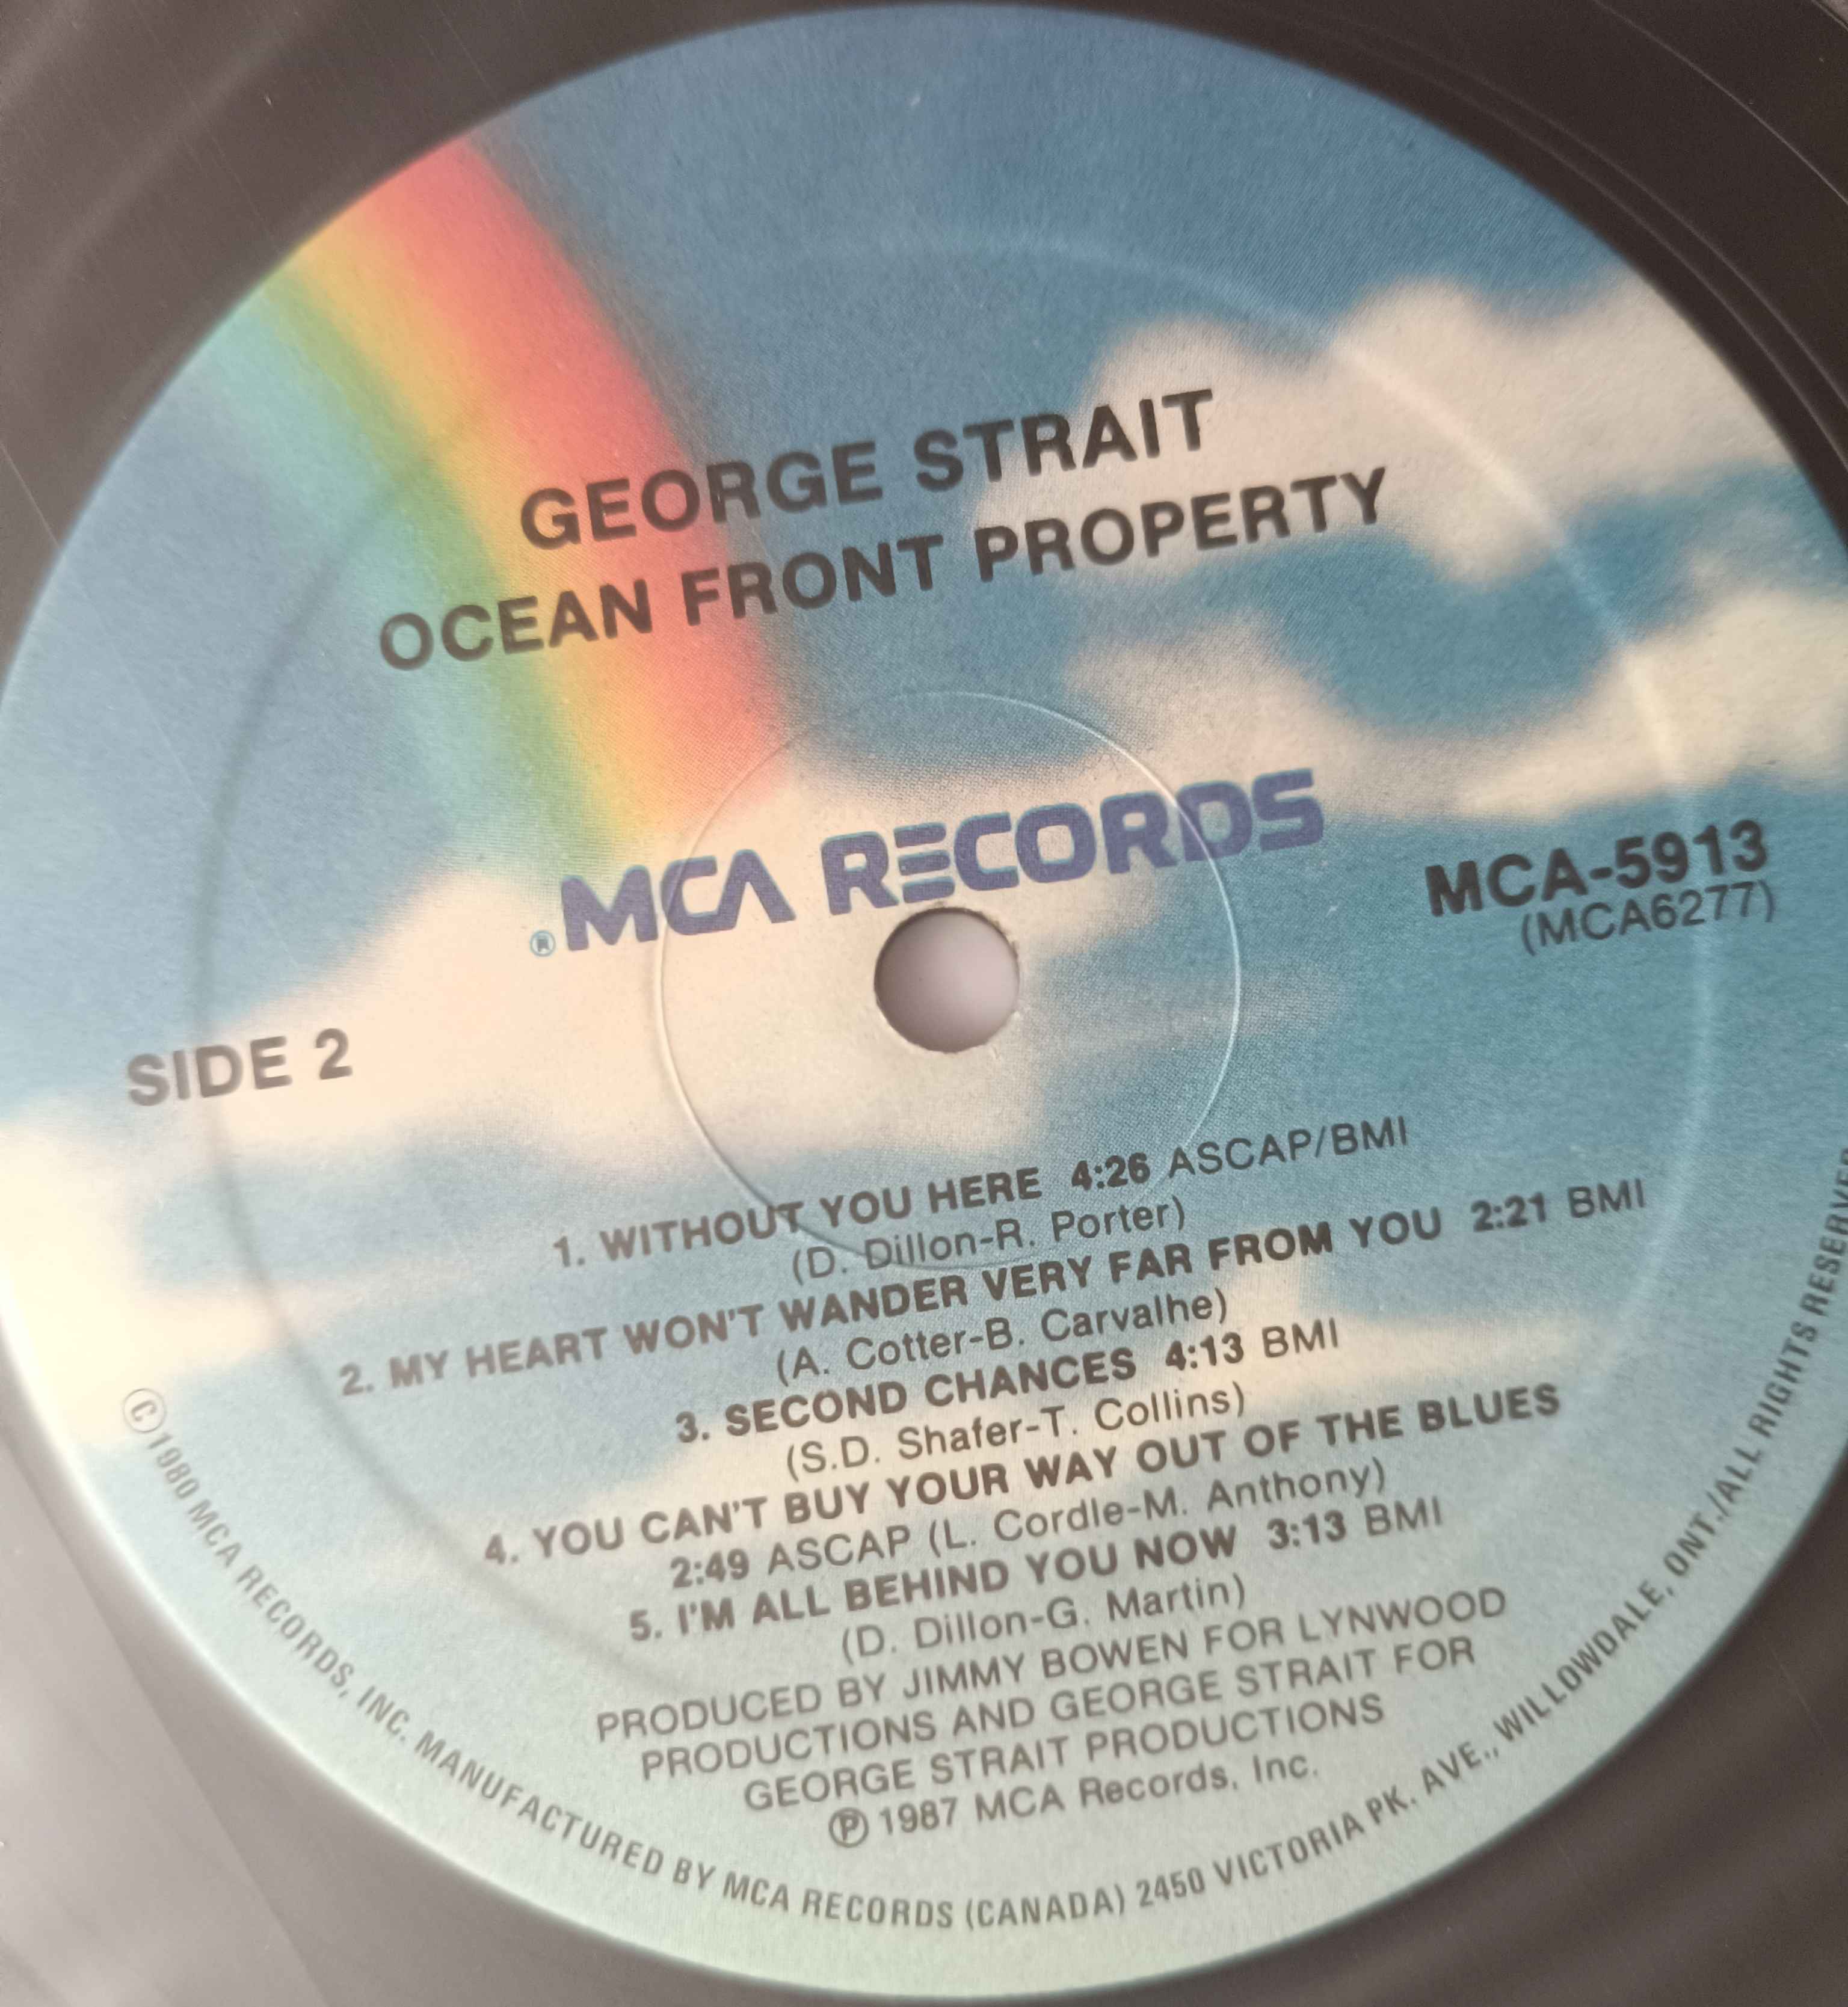 GEORGE STRAIT
OCEAN FRONT PROPERTY
® MCA RECORDS
MCA-5913
(MCA6277)
SIDE 2
1. WITHOUT YOU HERE 4:26 ASCAP/BMI
(D. Dillon-R. Porter)
2. MY HEART WON'T WANDER VERY FAR FROM YOU 2:21 BMI
(A. Cotter-B. Carvalhe)
3. SECOND CHANCES 4:13 BMI
(S.D. Shafer-T. Collins)
4. YOU CAN'T BUY YOUR WAY OUT OF THE BLUES
2:49 ASCAP (L. Cordle-M. Anthony)
5. I'M ALL BEHIND YOU NOW 3:13 BMI
(D. Dillon-G. Martin)
PRODUCED BY JIMMY BOWEN FOR LYNWOOD
PRODUCTIONS AND GEORGE STRAIT FOR
GEORGE STRAIT PRODUCTIONS
Ⓟ 1987 MCA Records, Inc.
Ⓒ1980 MCA RECORDS, INC. MANUFACTURED BY MCA RECORDS (CANADA) 2450 VICTORIA PK. AVE., WILLOWDALE, ONT./ALL RIGHTS RESERVED